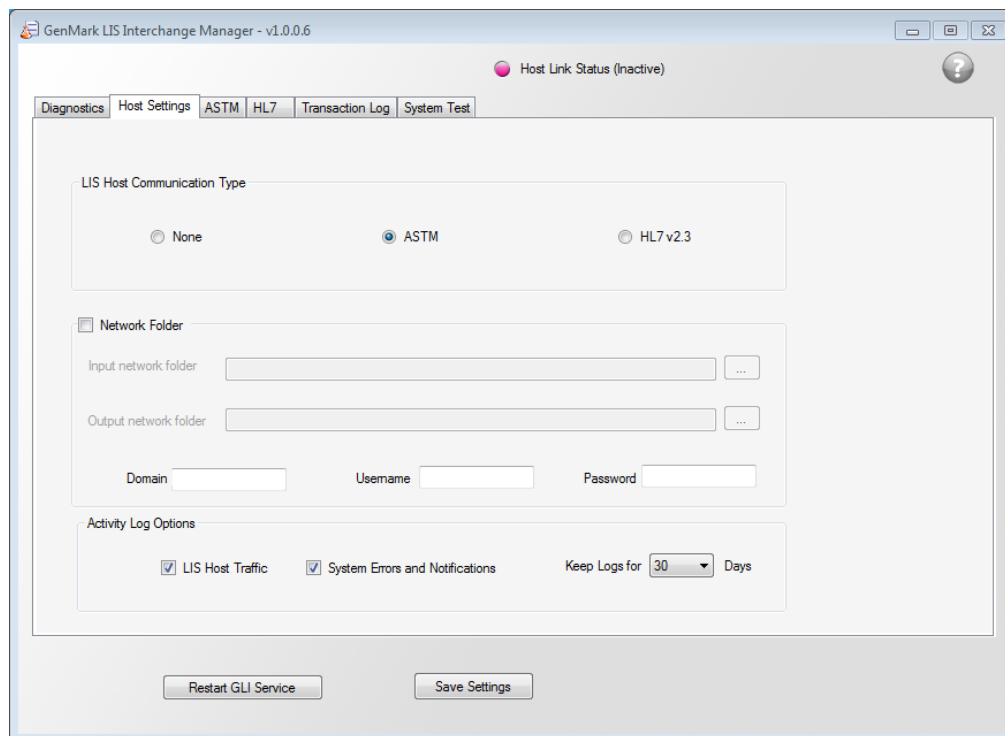 GenMark LIS Interchange Manager - v1.0.0.6
Host Link Status (Inactive)
?
Diagnostics Host Settings ASTM HL7 Transaction Log System Test
LIS Host Communication Type
None ASTM HL7 v2.3
Network Folder
Input network folder ...
Output network folder ...
Domain Username Password
Activity Log Options
LIS Host Traffic System Errors and Notifications Keep Logs for 30 Days
Restart GLI Service Save Settings